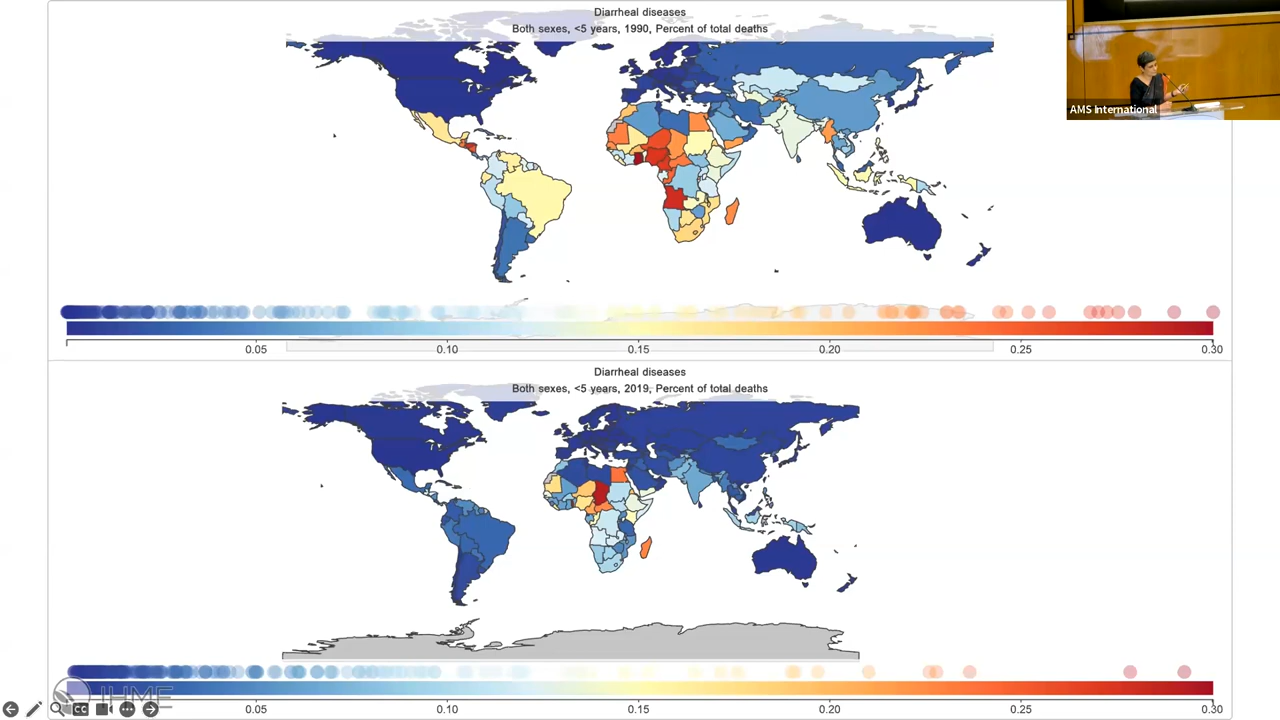 Diarrheal diseases
Both sexes, <5 years, 1990, Percent of total deaths
AMS International
0.05 0.10 0.15 0.20 0.25 0.30
Diarrheal diseases
Both sexes, <5 years, 2019, Percent of total deaths
IHME
CC
0.05 0.10 0.15 0.20 0.25 0.30